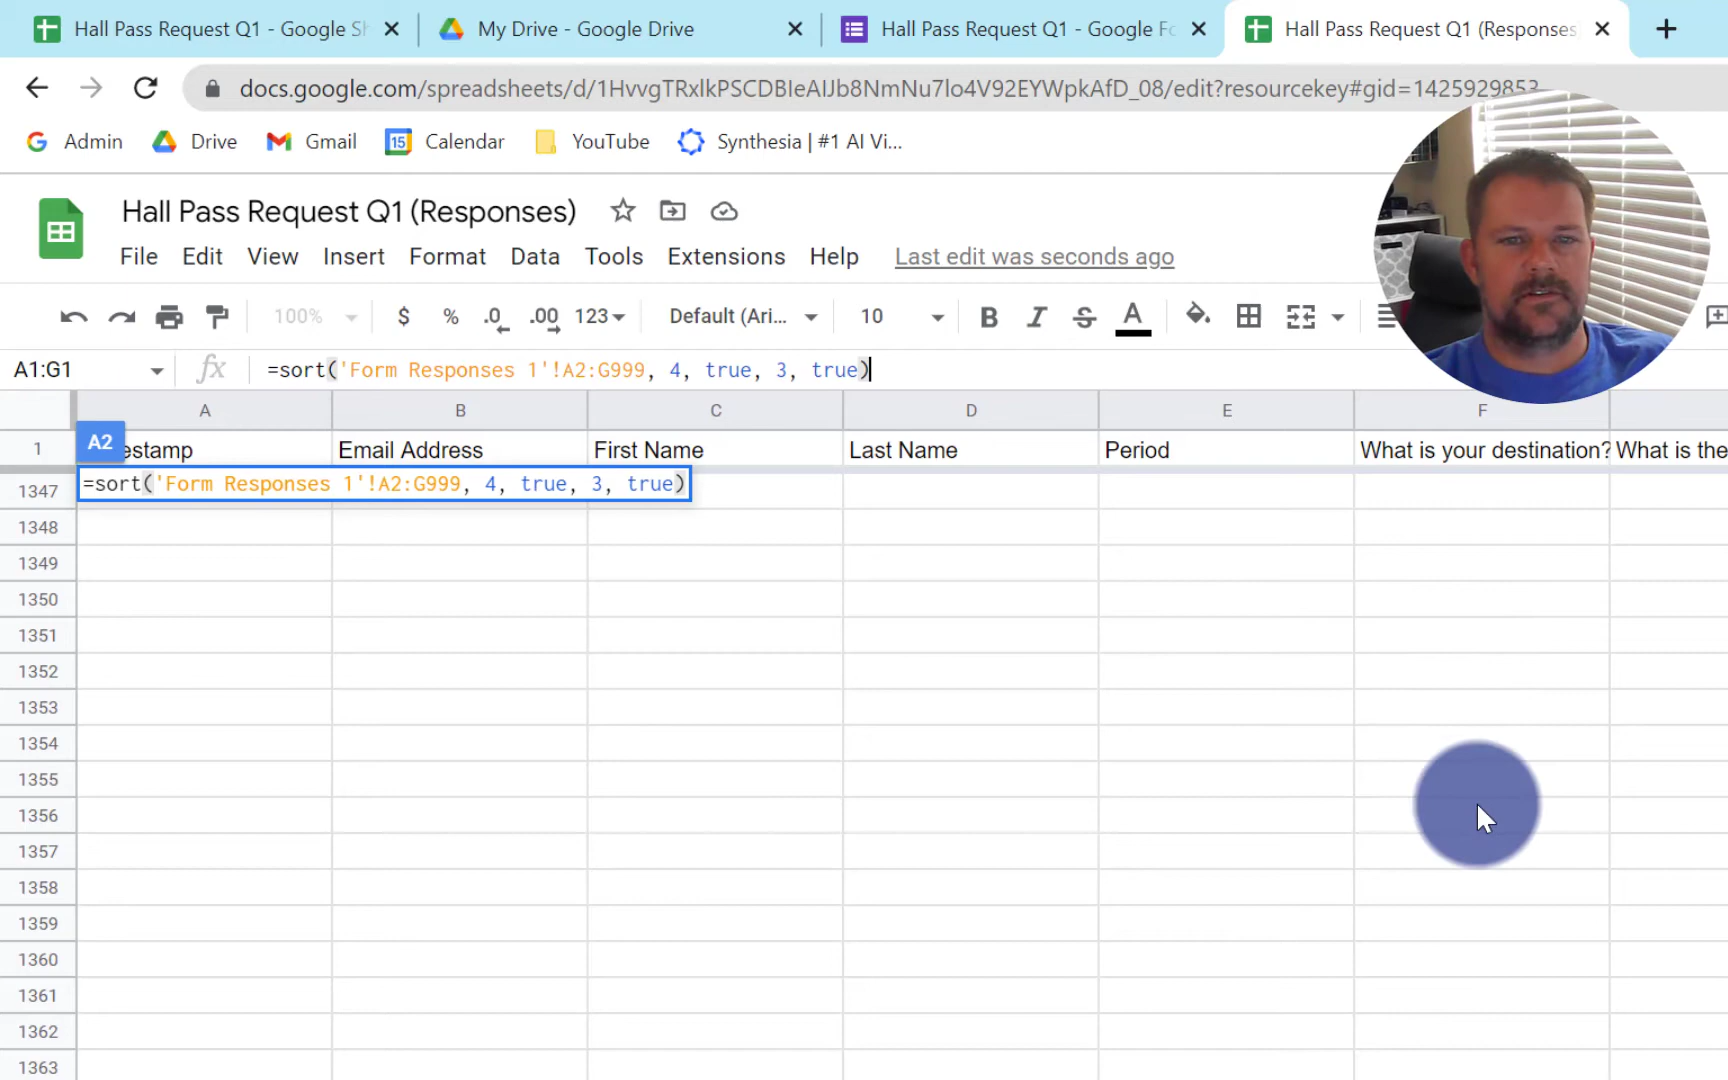 Hall Pass Request Q1 - Google Sh
My Drive - Google Drive
Hall Pass Request Q1 - Google Fo
Hall Pass Request Q1 (Responses
docs.google.com/spreadsheets/d/1HvvgTRxlkPSCDBIeAIJb8NmNu7lo4V92EYWpkAfD_08/edit?resourcekey#gid=1425929853
Admin
Drive
Gmail
15
Calendar
YouTube
Synthesia | #1 AI Vi...
Hall Pass Request Q1 (Responses)
File Edit View Insert Format Data Tools Extensions Help Last edit was seconds ago
100% $ % .0 .00 123 Default (Ari... 10 B I S A
A1:G1 fx =sort('Form Responses 1'!A2:G999, 4, true, 3, true)
A B C D E F
1 estamp Email Address First Name Last Name Period What is your destination? What is the
A2
1347 =sort('Form Responses 1'!A2:G999, 4, true, 3, true)
1348
1349
1350
1351
1352
1353
1354
1355
1356
1357
1358
1359
1360
1361
1362
1363